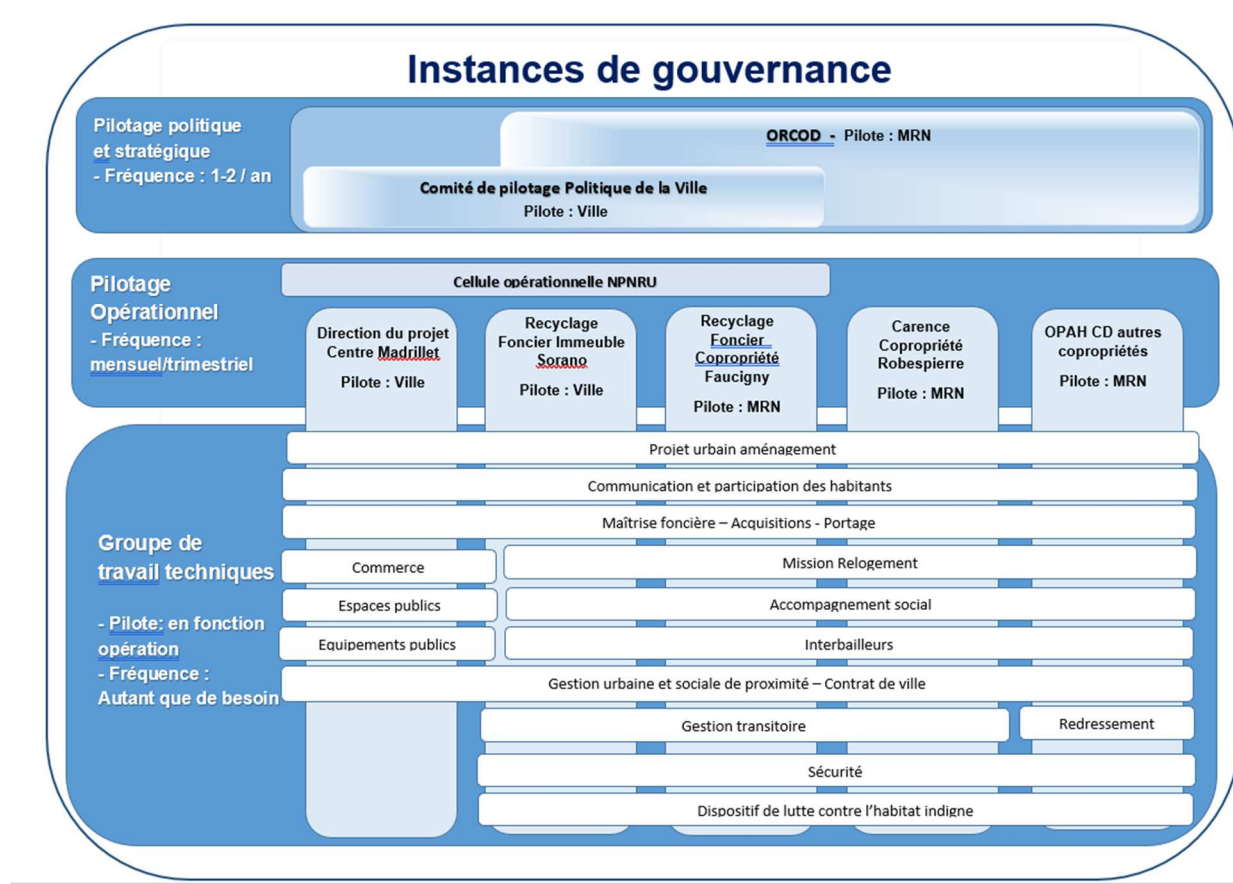 Instances de gouvernance
Pilotage politique
et stratégique
- Fréquence : 1-2 / an
ORCOD - Pilote : MRN
Comité de pilotage Politique de la Ville
Pilote : Ville
Pilotage
Opérationnel
- Fréquence :
mensuel/trimestriel
Cellule opérationnelle NPNRU
Direction du projet
Centre Madrillet
Pilote : Ville
Recyclage
Foncier Immeuble
Sorano
Pilote : Ville
Recyclage
Foncier
Copropriété
Faucigny
Pilote : MRN
Carence
Copropriété
Robespierre
Pilote : MRN
OPAH CD autres
copropriétés
Pilote : MRN
Groupe de
travail techniques
- Pilote: en fonction
opération
- Fréquence :
Autant que de besoin
Projet urbain aménagement
Communication et participation des habitants
Maîtrise foncière – Acquisitions - Portage
Commerce
Mission Relogement
Espaces publics
Accompagnement social
Equipements publics
Interbailleurs
Gestion urbaine et sociale de proximité – Contrat de ville
Gestion transitoire
Redressement
Sécurité
Dispositif de lutte contre l’habitat indigne